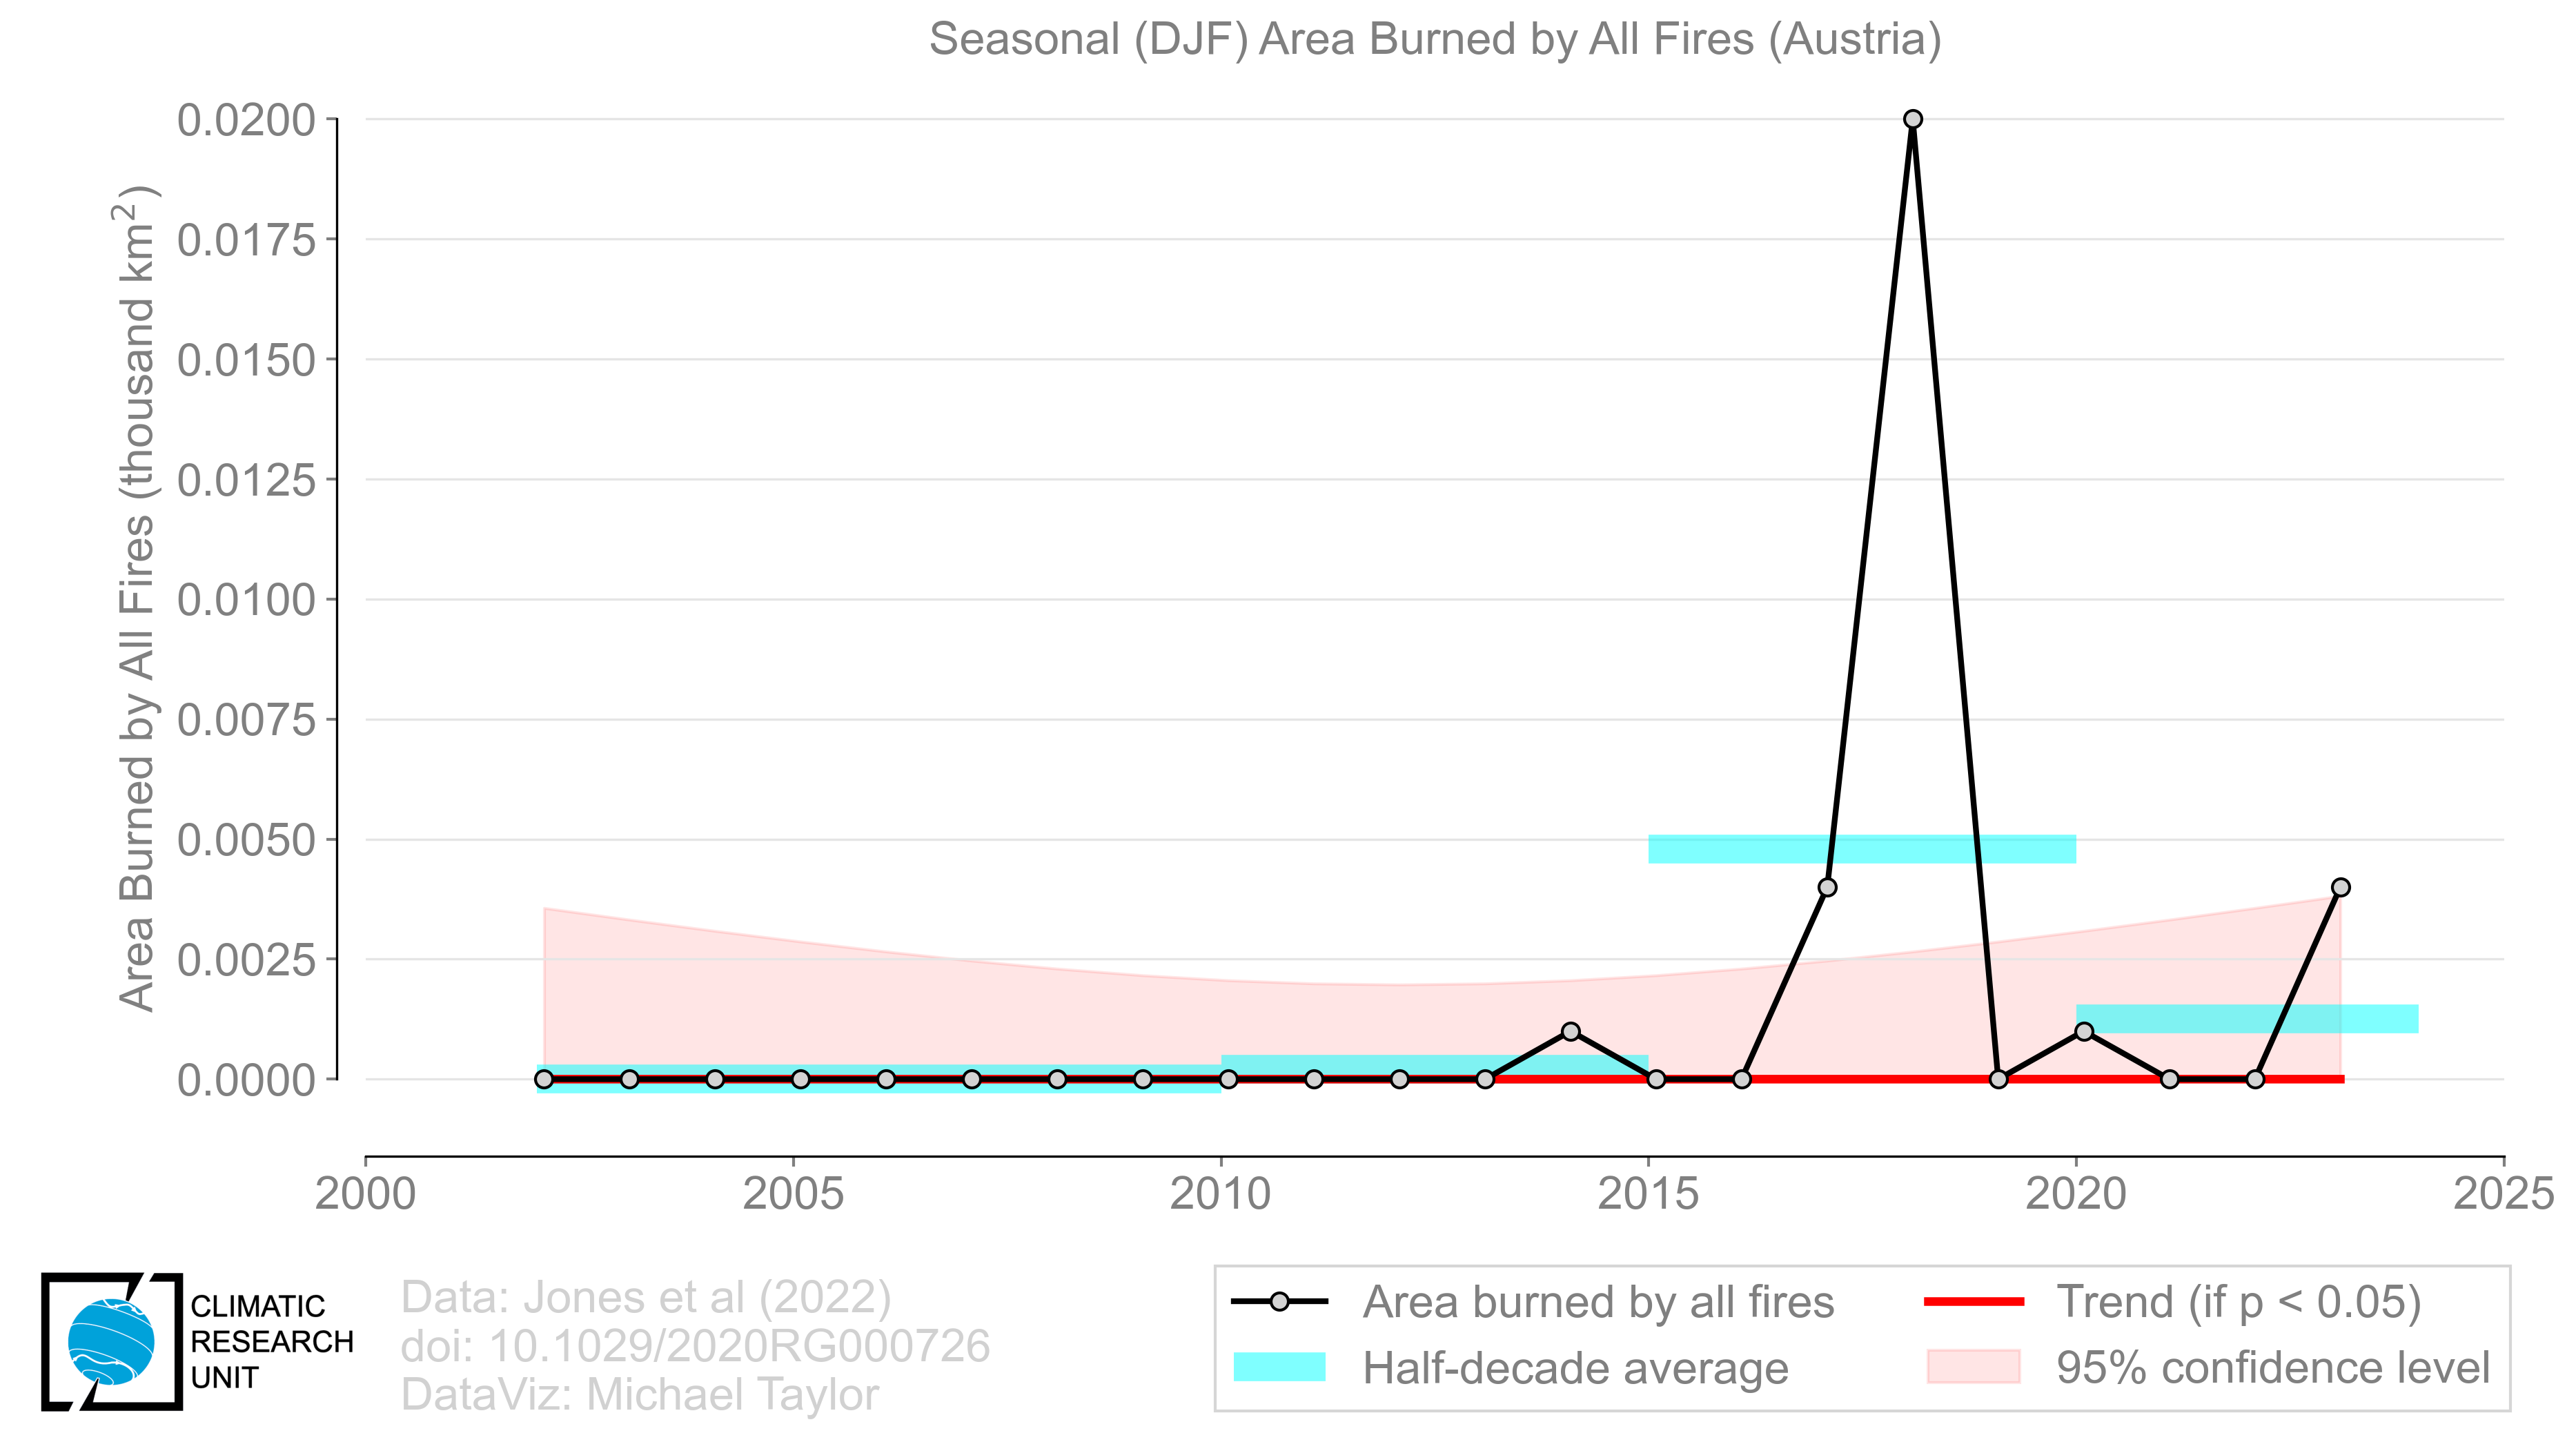 Seasonal (DJF) Area Burned by All Fires (Austria)
Area Burned by All Fires (thousand km²)
0.0200
0.0175
0.0150
0.0125
0.0100
0.0075
0.0050
0.0025
0.0000
2000 2005 2010 2015 2020 2025
CLIMATIC
RESEARCH
UNIT
Data: Jones et al (2022)
doi: 10.1029/2020RG000726
DataViz: Michael Taylor
Area burned by all fires
Half-decade average
Trend (if p < 0.05)
95% confidence level